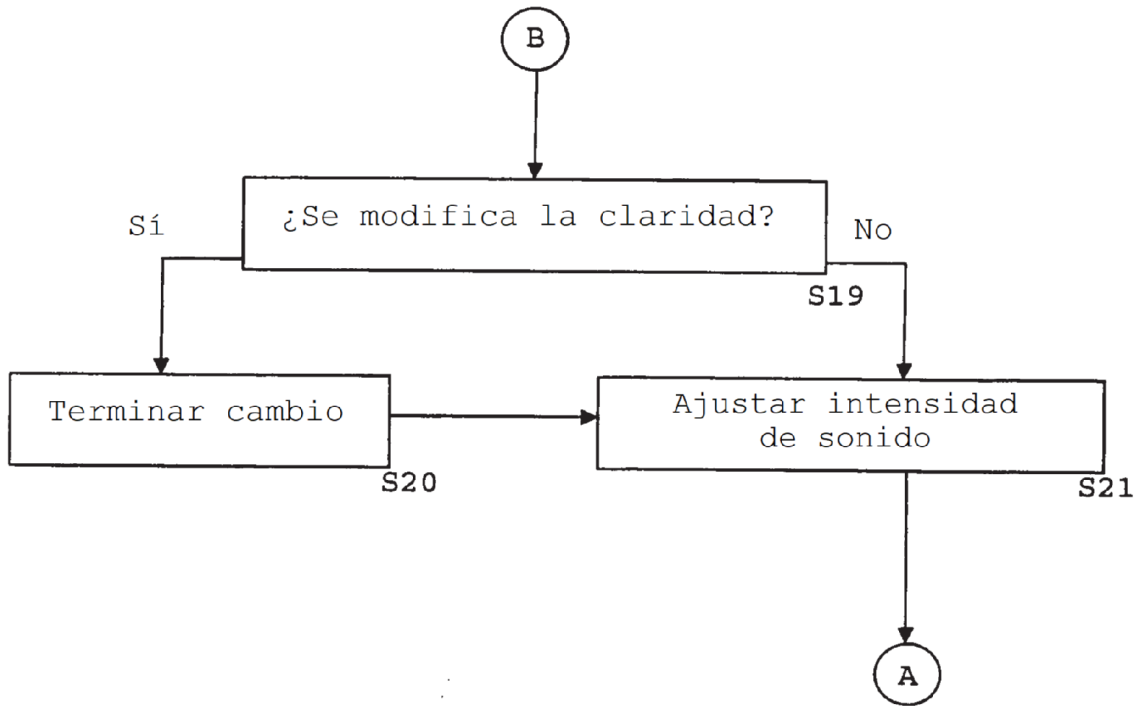 B
¿Se modifica la claridad?
Sí
No
S19
Terminar cambio
S20
Ajustar intensidad
de sonido
S21
A